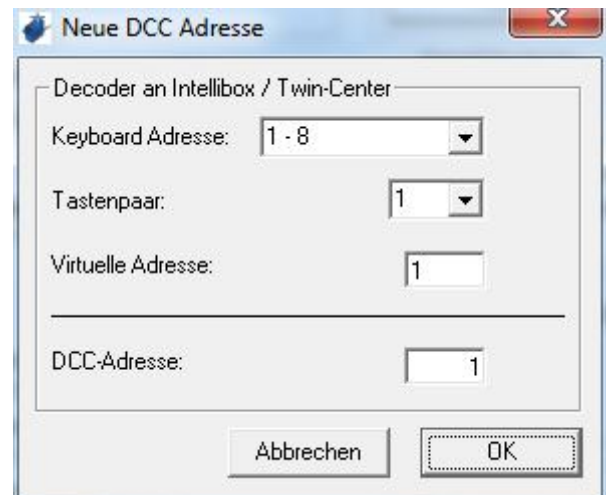 Neue DCC Adresse
Decoder an Intellibox / Twin-Center
Keyboard Adresse: 1 - 8
Tastenpaar: 1
Virtuelle Adresse: 1
DCC-Adresse: 1
Abbrechen OK